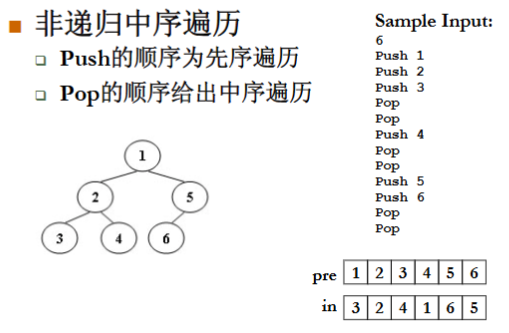 非递归中序遍历
Push的顺序为先序遍历
Pop的顺序给出中序遍历
1
2 5
3 4 6
Sample Input:
6
Push 1
Push 2
Push 3
Pop
Pop
Push 4
Pop
Pop
Push 5
Push 6
Pop
Pop
pre 1 2 3 4 5 6
in 3 2 4 1 6 5